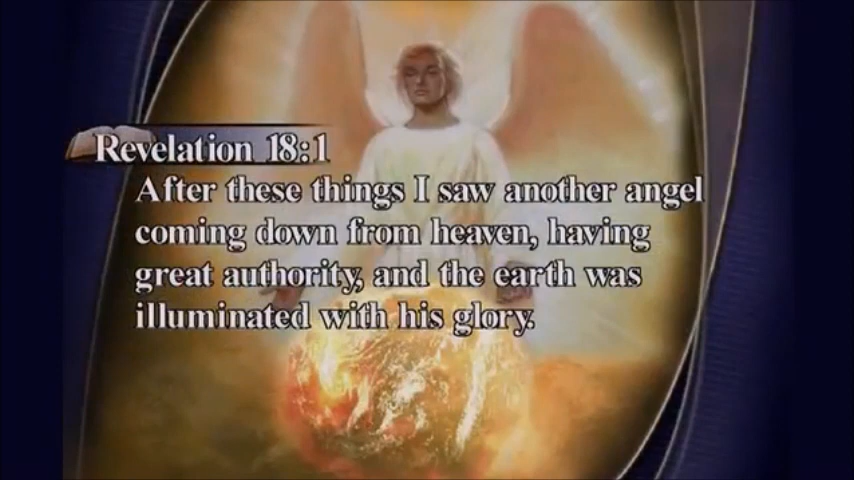 Revelation 18:1
After these things I saw another angel
coming down from heaven, having
great authority, and the earth was
illuminated with his glory.